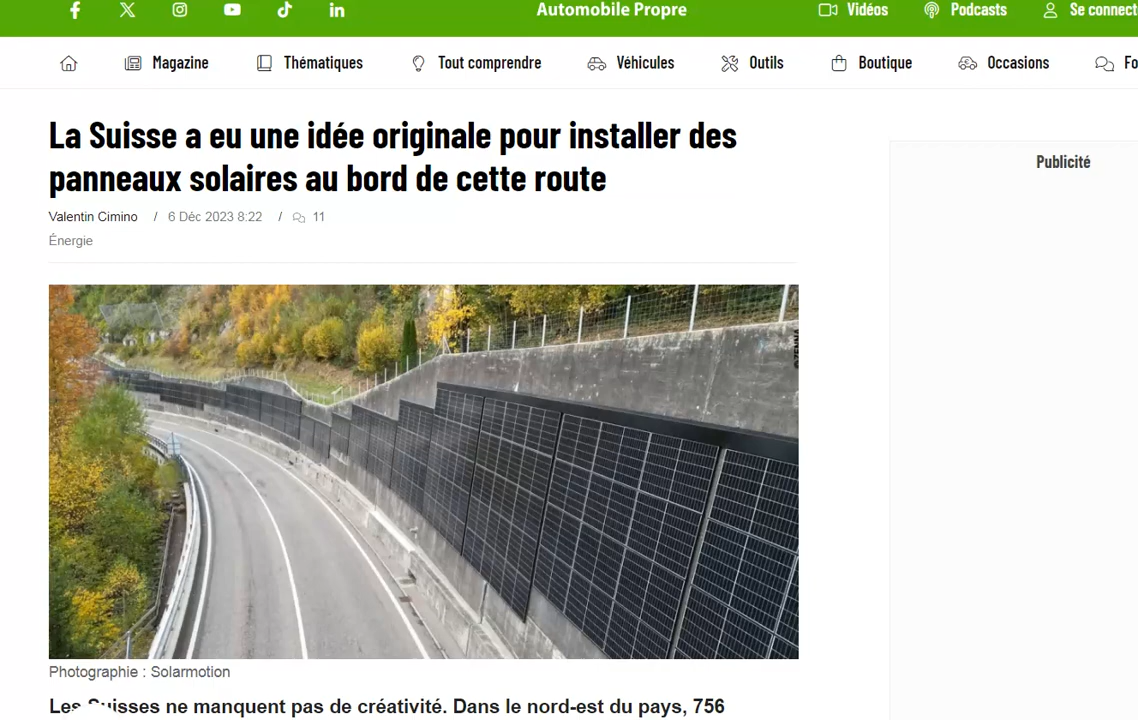 Automobile Propre
Vidéos
Podcasts
Se connect
Magazine
Thématiques
Tout comprendre
Véhicules
Outils
Boutique
Occasions
Fo
La Suisse a eu une idée originale pour installer des
panneaux solaires au bord de cette route
Publicité
Valentin Cimino / 6 Déc 2023 8:22 / 11
Énergie
Photographie : Solarmotion
Les Suisses ne manquent pas de créativité. Dans le nord-est du pays, 756